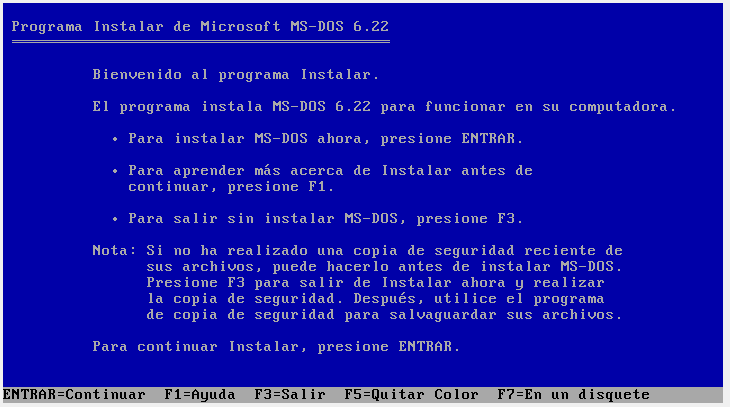 Programa Instalar de Microsoft MS-DOS 6.22
Bienvenido al programa Instalar.
El programa instala MS-DOS 6.22 para funcionar en su computadora.
• Para instalar MS-DOS ahora, presione ENTRAR.
• Para aprender más acerca de Instalar antes de
continuar, presione F1.
• Para salir sin instalar MS-DOS, presione F3.
Nota: Si no ha realizado una copia de seguridad reciente de
sus archivos, puede hacerlo antes de instalar MS-DOS.
Presione F3 para salir de Instalar ahora y realizar
la copia de seguridad. Después, utilice el programa
de copia de seguridad para salvaguardar sus archivos.
Para continuar Instalar, presione ENTRAR.
ENTRAR=Continuar F1=Ayuda F3=Salir F5=Quitar Color F7=En un disquete